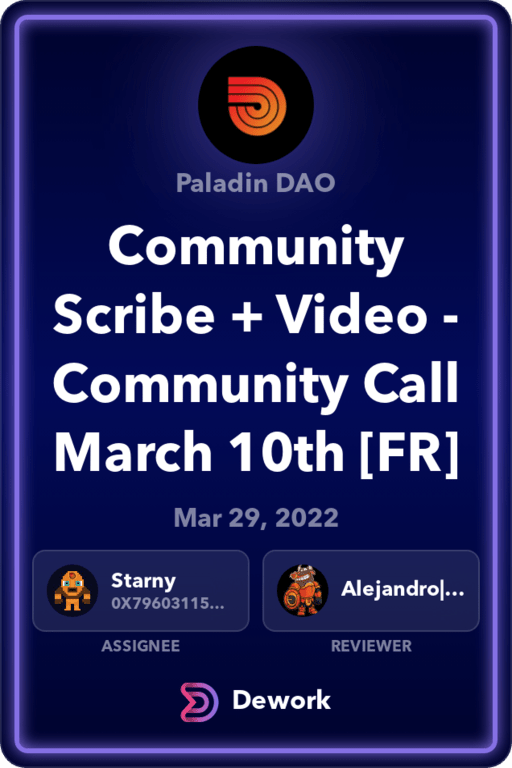 Paladin DAO
Community
Scribe + Video -
Community Call
March 10th [FR]
Mar 29, 2022
Starny
0X79603115...
Alejandro|...
ASSIGNEE
REVIEWER
Dework